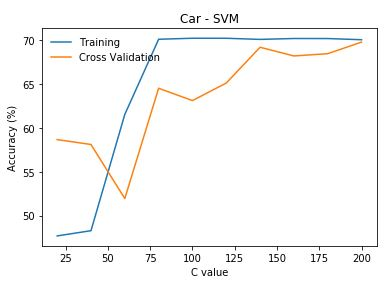 Car - SVM
Training
Cross Validation
Accuracy (%)
70
65
60
55
50
25 50 75 100 125 150 175 200
C value